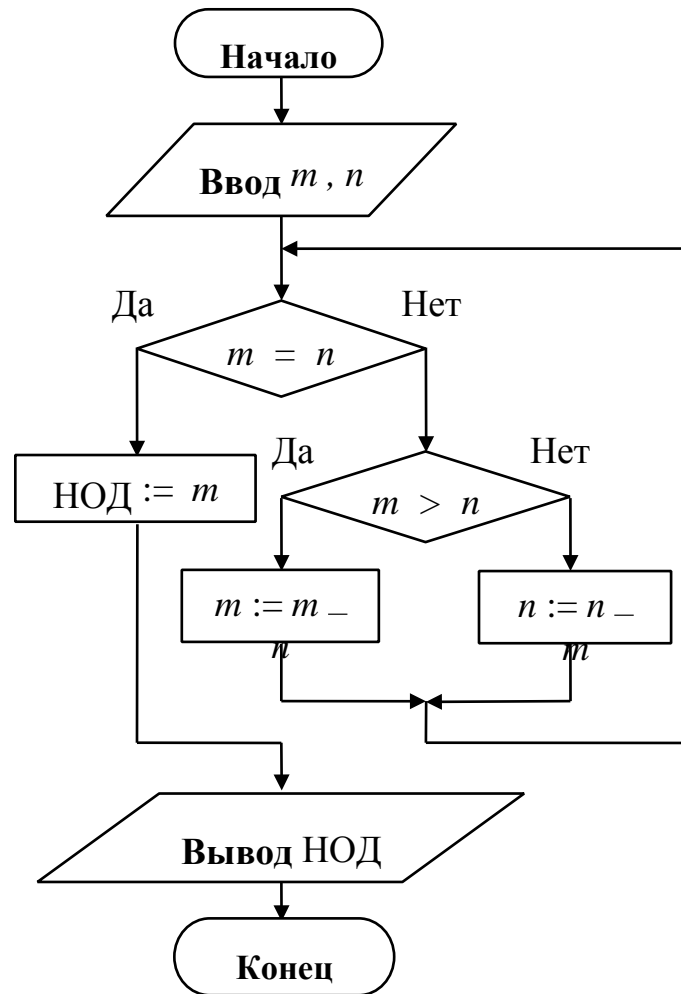 Начало
Ввод m , n
Да
Нет
m = n
НОД := m
Да
Нет
m > n
m := m –
n
n := n –
m
Вывод НОД
Конец